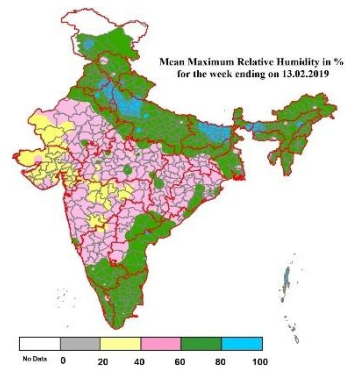 Mean Maximum Relative Humidity in %
for the week ending on 13.02.2019
No Data 0 20 40 60 80 100